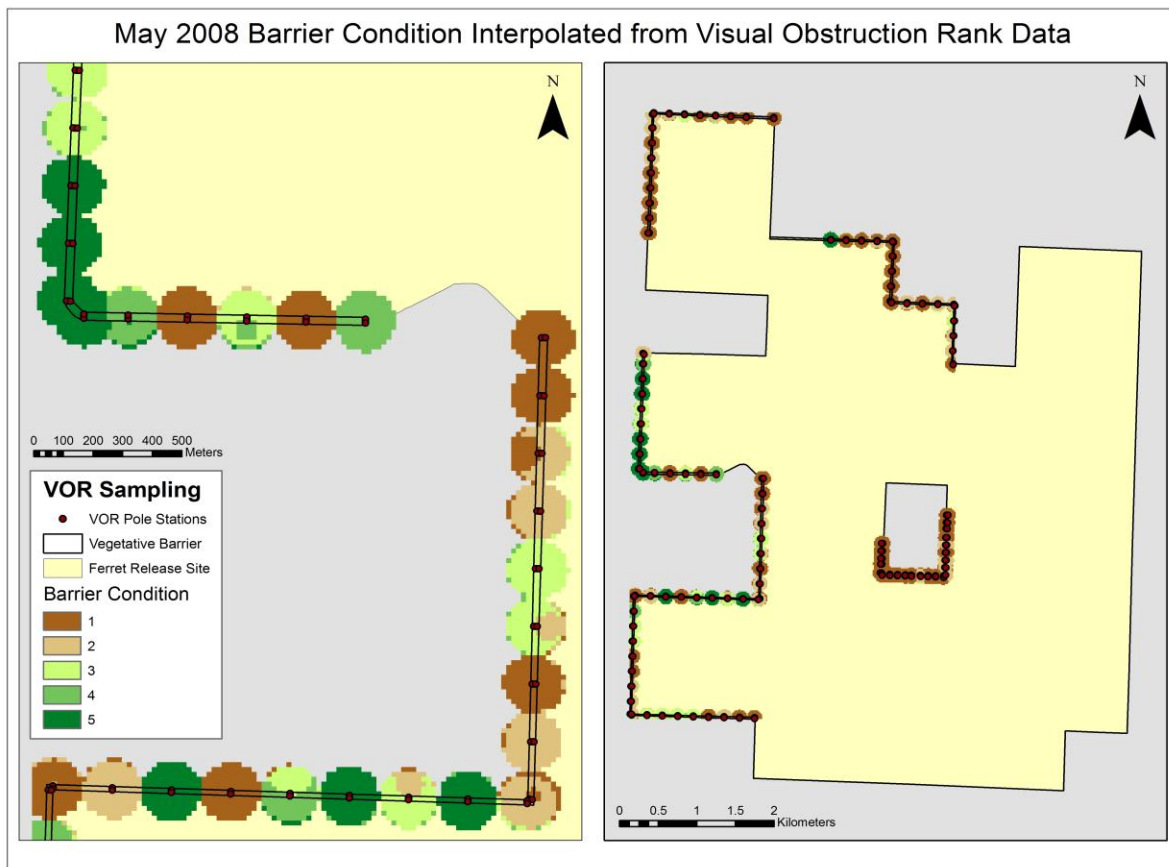 May 2008 Barrier Condition Interpolated from Visual Obstruction Rank Data
N
0 100 200 300 400 500
Meters
VOR Sampling
VOR Pole Stations
Vegetative Barrier
Ferret Release Site
Barrier Condition
1
2
3
4
5
N
0 0.5 1 1.5 2
Kilometers